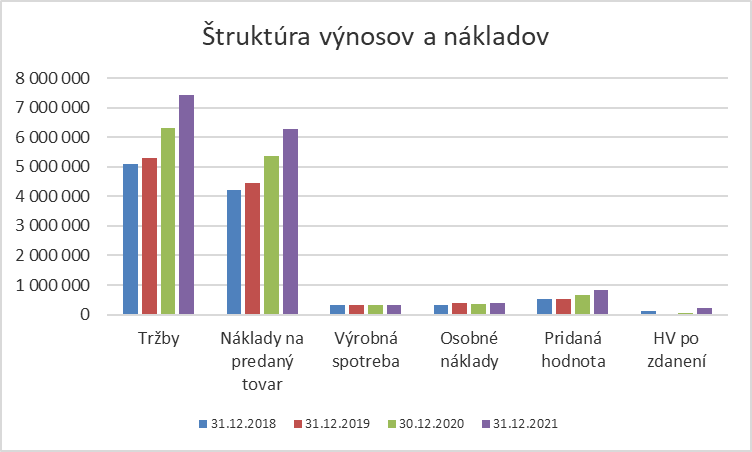 Štruktúra výnosov a nákladov
8 000 000
7 000 000
6 000 000
5 000 000
4 000 000
3 000 000
2 000 000
1 000 000
0
Tržby
Náklady na
predaný
tovar
Výrobná
spotreba
Osobné
náklady
Pridaná
hodnota
HV po
zdanení
31.12.2018
31.12.2019
30.12.2020
31.12.2021